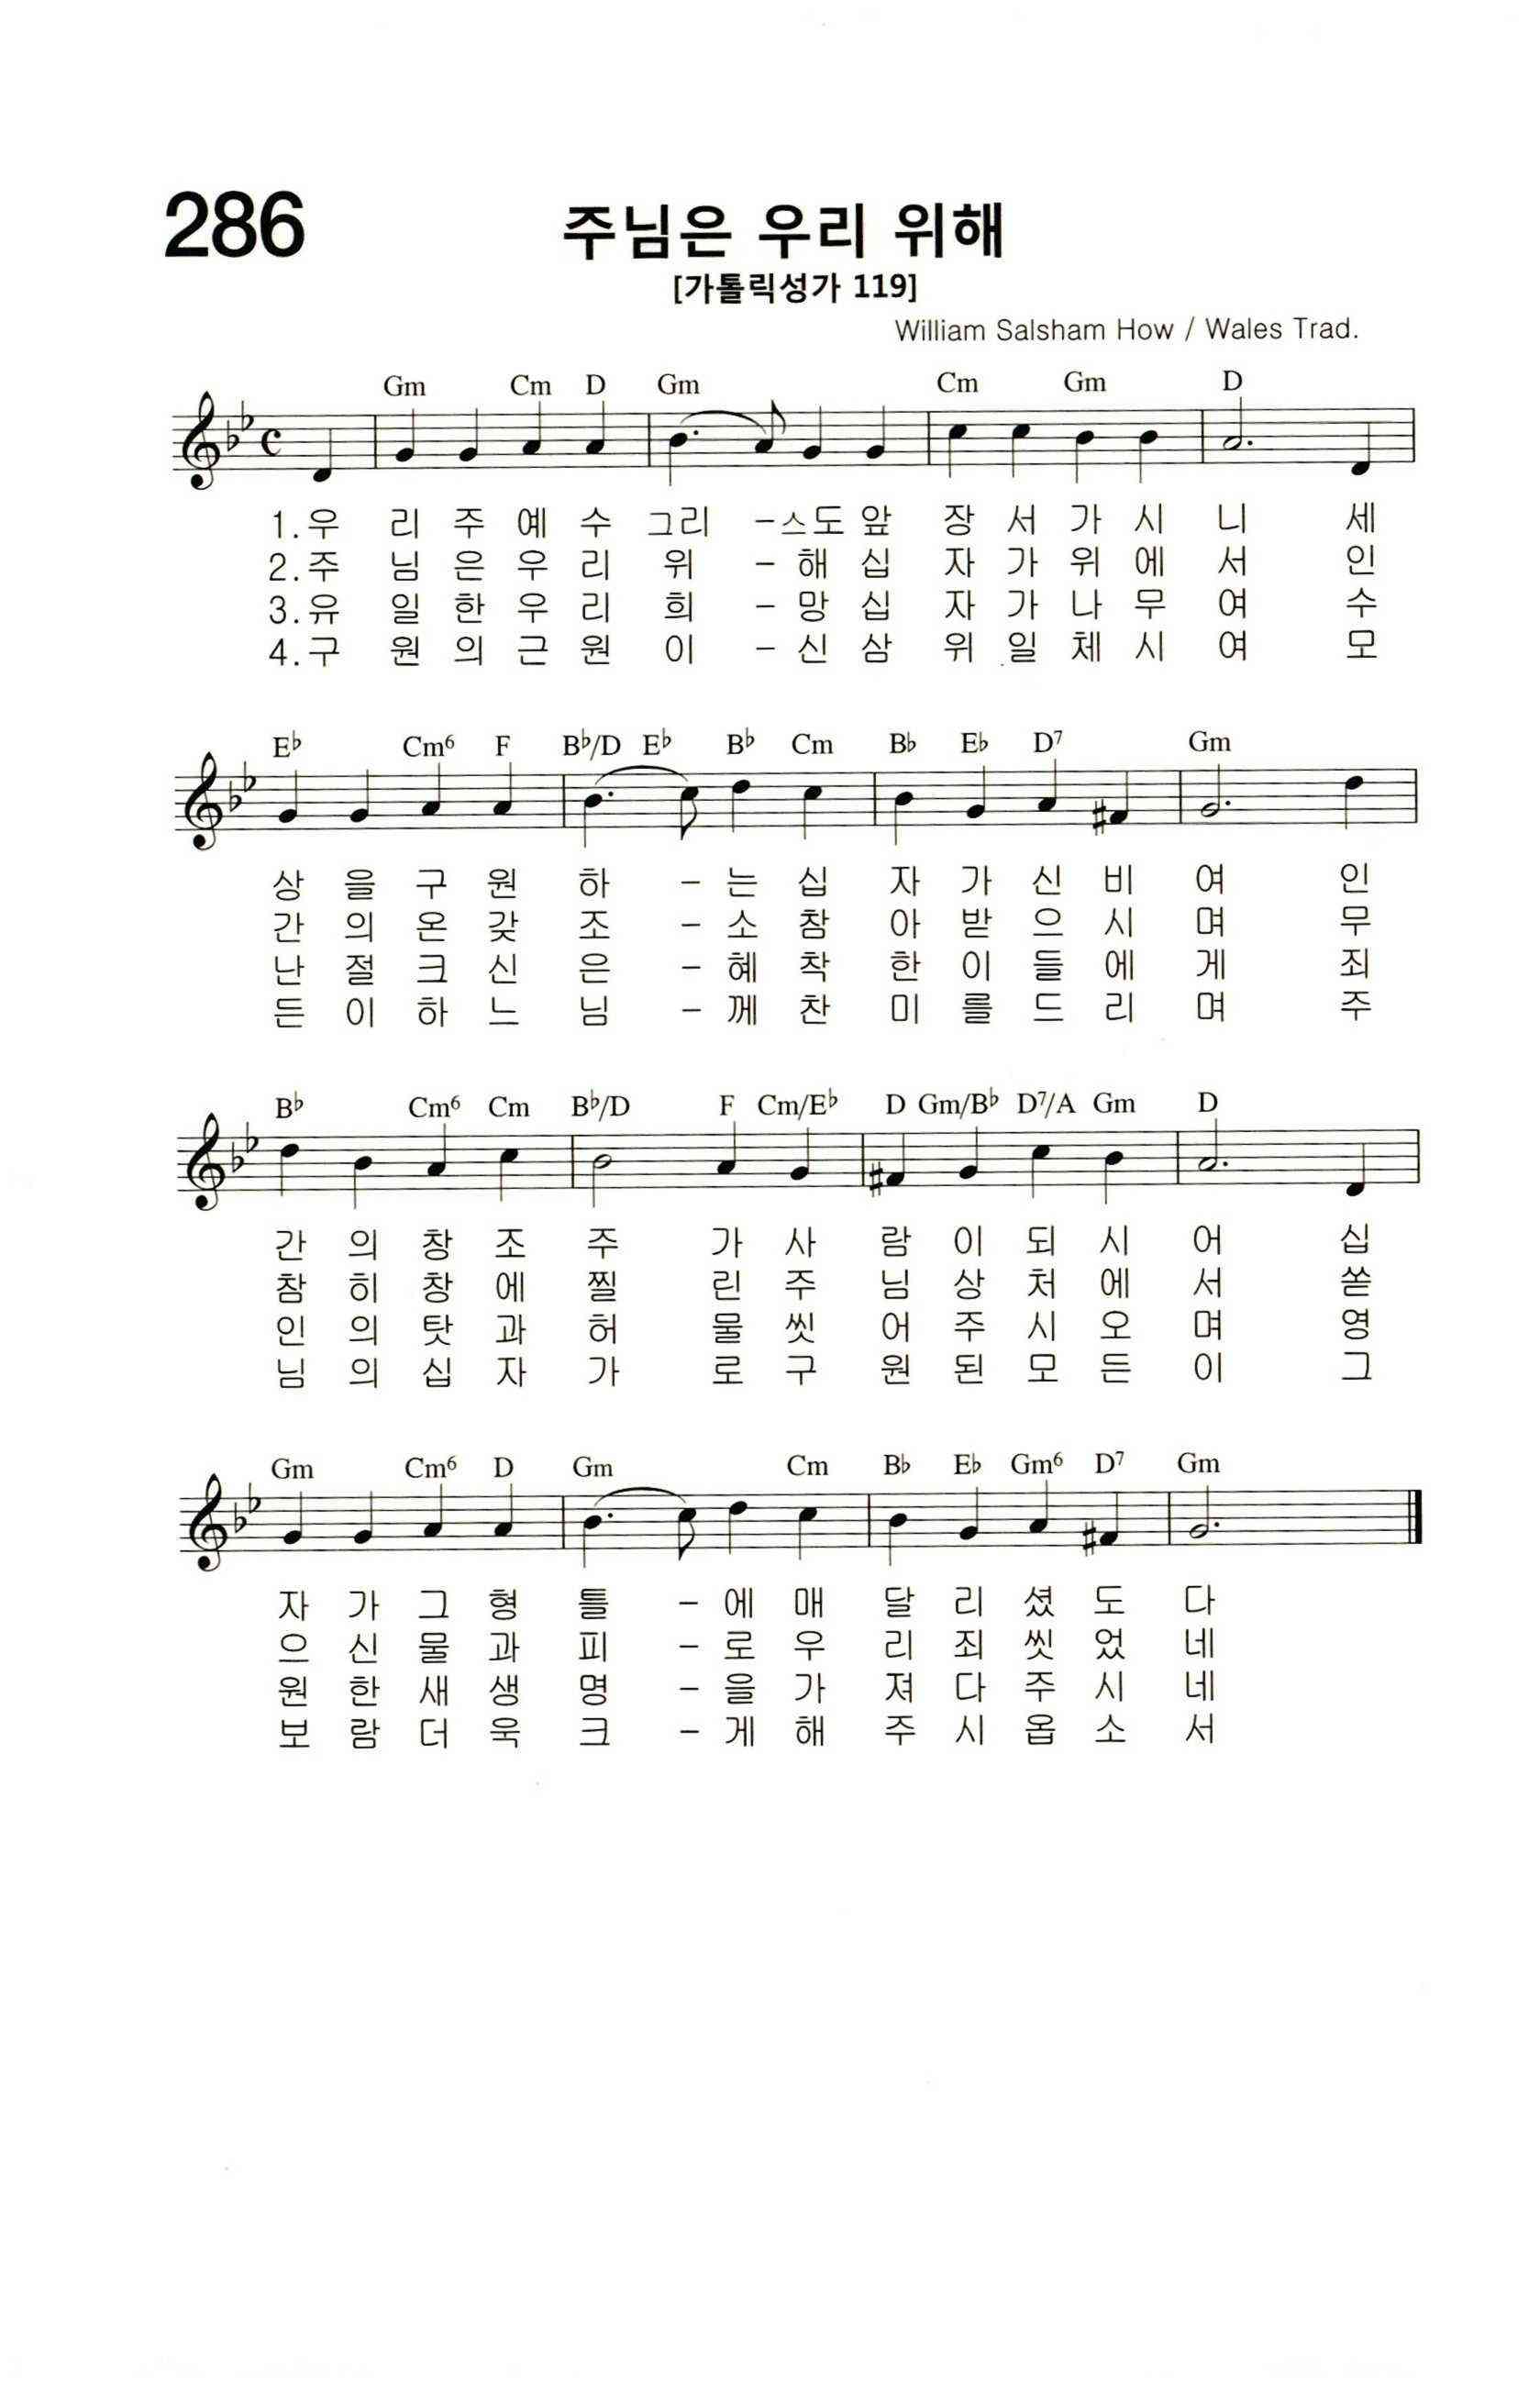 286
주님은 우리 위해
[가톨릭성가 119]
William Salsham How / Wales Trad.
Gm Cm D Gm Cm Gm D
1.우 리 주 예 수 그리 -스도 앞 장 서 가 시 니 세
2.주 님 은 우 리 위 - 해 십 자 가 위 에 서 인
3.유 일 한 우 리 희 - 망 십 자 가 나 무 여 수
4.구 원 의 근 원 이 - 신 삼 위 일 체 시 여 모
E♭ Cm6 F B♭/D E♭ B♭ Cm B♭ E♭ D7 Gm
상 을 구 원 하 - 는 십 자 가 신 비 여 인
간 의 온 갖 조 - 소 참 아 받 으 시 며 무
난 절 크 신 은 - 혜 착 한 이 들 에 게 죄
든 이 하 느 님 - 께 찬 미 를 드 리 며 주
B♭ Cm6 Cm B♭/D F Cm/E♭ D Gm/B♭ D7/A Gm D
간 의 창 조 주 가 사 람 이 되 시 어 십
참 히 창 에 찔 린 주 님 상 처 에 서 쏟
인 의 탓 과 허 물 씻 어 주 시 오 며 영
님 의 십 자 가 로 구 원 된 모 든 이 그
Gm Cm6 D Gm Cm B♭ E♭ Gm6 D7 Gm
자 가 그 형 틀 - 에 매 달 리 셨 도 다
으 신 물 과 피 - 로 우 리 죄 씻 었 네
원 한 새 생 명 - 을 가 져 다 주 시 네
보 람 더 욱 크 - 게 해 주 시 옵 소 서